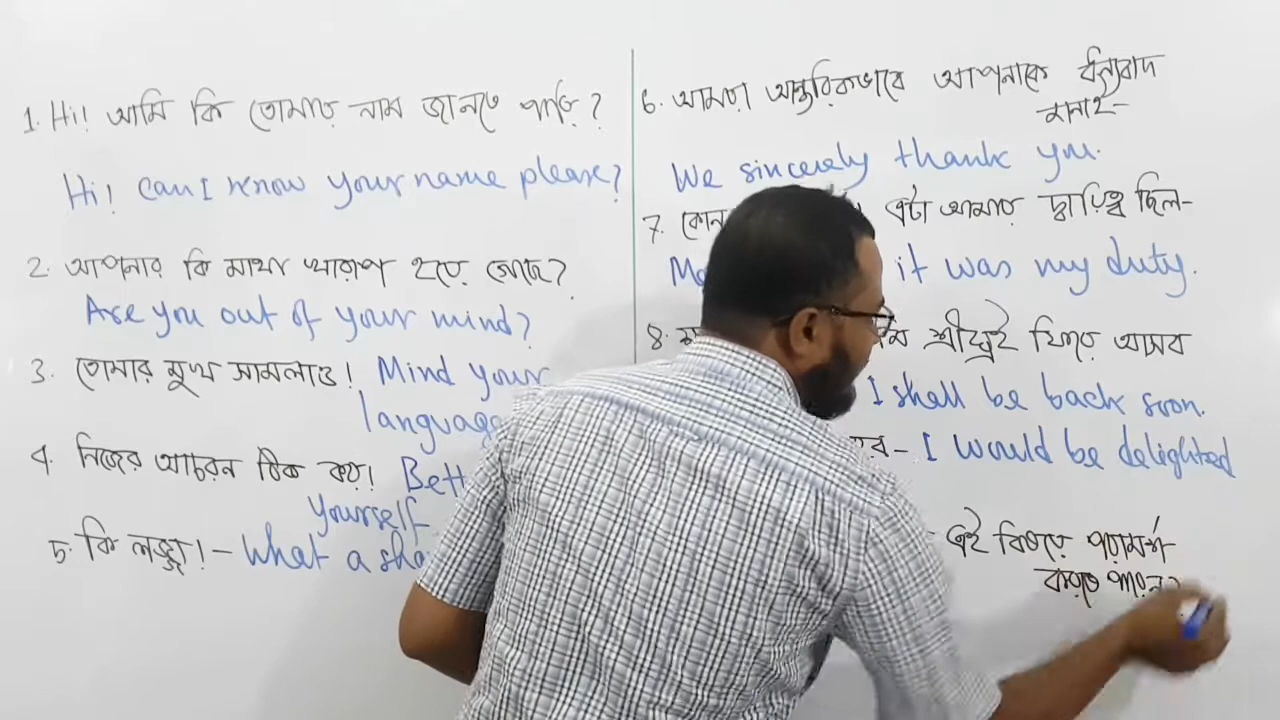 1. Hi! আমি কি তোমার নাম জানতে পারি?
Hi! can I know your name please?
2. আপনার কি মাথা খারাপ হয়ে গেছে?
Are you out of your mind?
3. তোমার মুখ সামলাও! Mind your
language
4. নিজের আচরন ঠিক কর!
yourself
5. কি লজ্জা! - What a
6. আমরা আন্তরিকভাবে আপনাকে ধন্যবাদ
জানাই-
We sincerely thank you.
7. এটা আমার দ্বায়িত্ব ছিল-
it was my duty.
8. শ্রীঘ্রই ফিরে আসব
I shall be back soon.
- I would be delighted
এই বিষয়ে পরামর্শ
করতে পারেন?